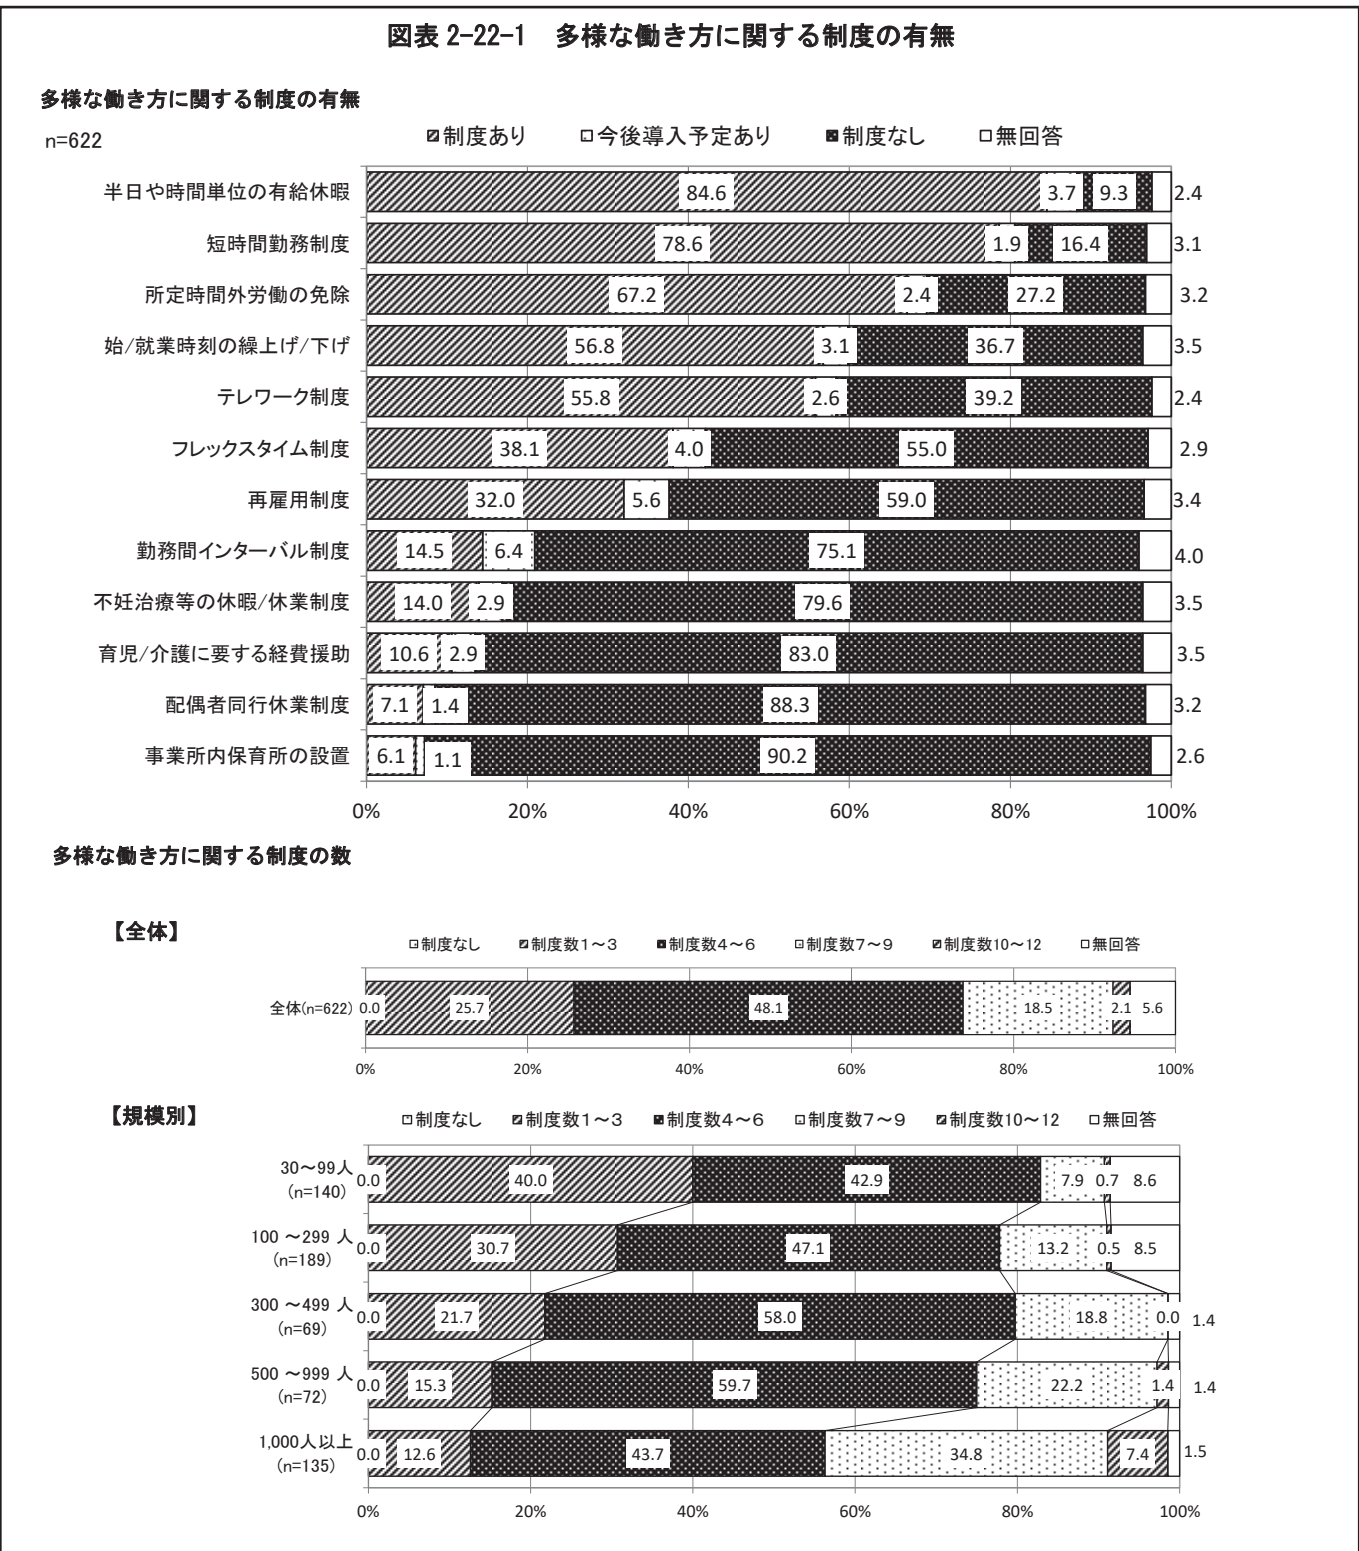 図表 2-22-1　多様な働き方に関する制度の有無
多様な働き方に関する制度の有無
n=622
制度あり 今後導入予定あり 制度なし 無回答
半日や時間単位の有給休暇 84.6 3.7 9.3 2.4
短時間勤務制度 78.6 1.9 16.4 3.1
所定時間外労働の免除 67.2 2.4 27.2 3.2
始/就業時刻の繰上げ/下げ 56.8 3.1 36.7 3.5
テレワーク制度 55.8 2.6 39.2 2.4
フレックスタイム制度 38.1 4.0 55.0 2.9
再雇用制度 32.0 5.6 59.0 3.4
勤務間インターバル制度 14.5 6.4 75.1 4.0
不妊治療等の休暇/休業制度 14.0 2.9 79.6 3.5
育児/介護に要する経費援助 10.6 2.9 83.0 3.5
配偶者同行休業制度 7.1 1.4 88.3 3.2
事業所内保育所の設置 6.1 1.1 90.2 2.6
0% 20% 40% 60% 80% 100%
多様な働き方に関する制度の数
【全体】
制度なし 制度数1～3 制度数4～6 制度数7～9 制度数10～12 無回答
全体(n=622) 0.0 25.7 48.1 18.5 2.1 5.6
0% 20% 40% 60% 80% 100%
【規模別】
制度なし 制度数1～3 制度数4～6 制度数7～9 制度数10～12 無回答
30～99人
(n=140) 0.0 40.0 42.9 7.9 0.7 8.6
100 ～299 人
(n=189) 0.0 30.7 47.1 13.2 0.5 8.5
300 ～499 人
(n=69) 0.0 21.7 58.0 18.8 0.0 1.4
500 ～999 人
(n=72) 0.0 15.3 59.7 22.2 1.4 1.4
1,000人以上
(n=135) 0.0 12.6 43.7 34.8 7.4 1.5
0% 20% 40% 60% 80% 100%